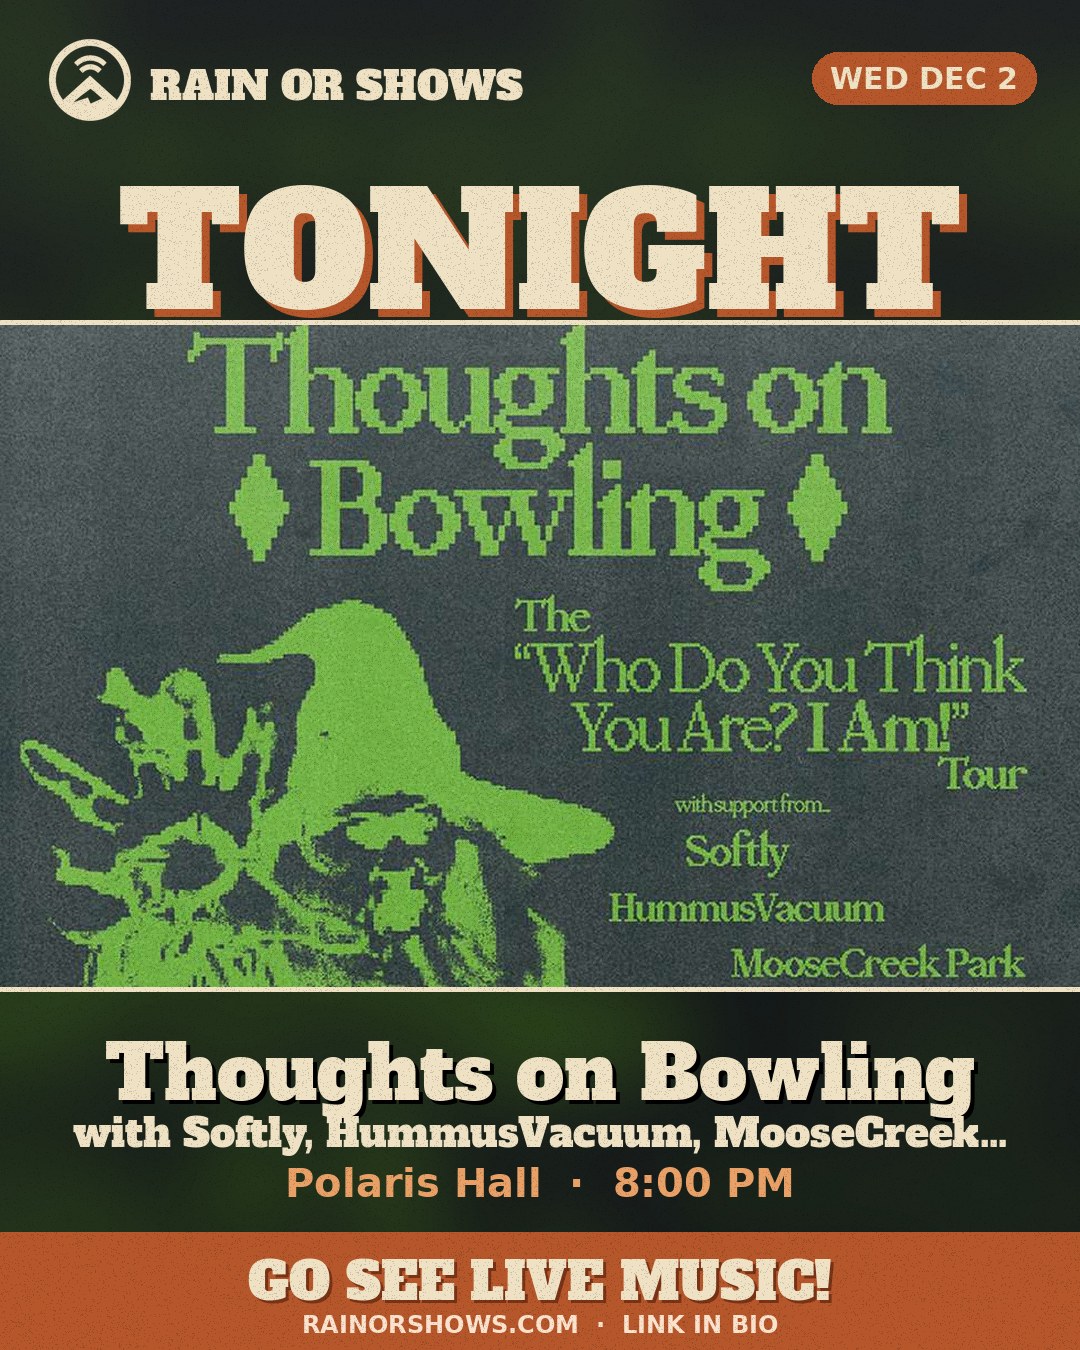 RAIN OR SHOWS
WED DEC 2
TONIGHT
Thoughts on
Bowling
The
“Who Do You Think
You Are? I Am!”
Tour
with support from...
Softly
HummusVacuum
MooseCreek Park
Thoughts on Bowling
with Softly, HummusVacuum, MooseCreek...
Polaris Hall · 8:00 PM
GO SEE LIVE MUSIC!
RAINORSHOWS.COM · LINK IN BIO